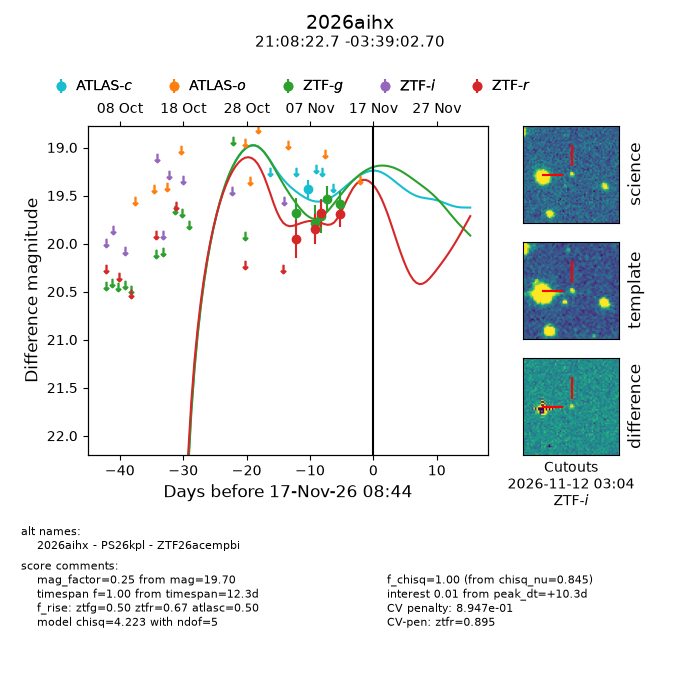 2026aihx
21:08:22.7 -03:39:02.70
ATLAS-c
ATLAS-o
ZTF-g
ZTF-i
ZTF-r
08 Oct
18 Oct
28 Oct
07 Nov
17 Nov
27 Nov
19.0
19.5
20.0
20.5
21.0
21.5
22.0
Difference magnitude
−40
−30
−20
−10
0
10
Days before 17-Nov-26 08:44
science
template
difference
Cutouts
2026-11-12 03:04
ZTF-i
alt names:
2026aihx - PS26kpl - ZTF26acempbi
score comments:
mag_factor=0.25 from mag=19.70
timespan f=1.00 from timespan=12.3d
f_rise: ztfg=0.50 ztfr=0.67 atlasc=0.50
model chisq=4.223 with ndof=5
f_chisq=1.00 (from chisq_nu=0.845)
interest 0.01 from peak_dt=+10.3d
CV penalty: 8.947e-01
CV-pen: ztfr=0.895